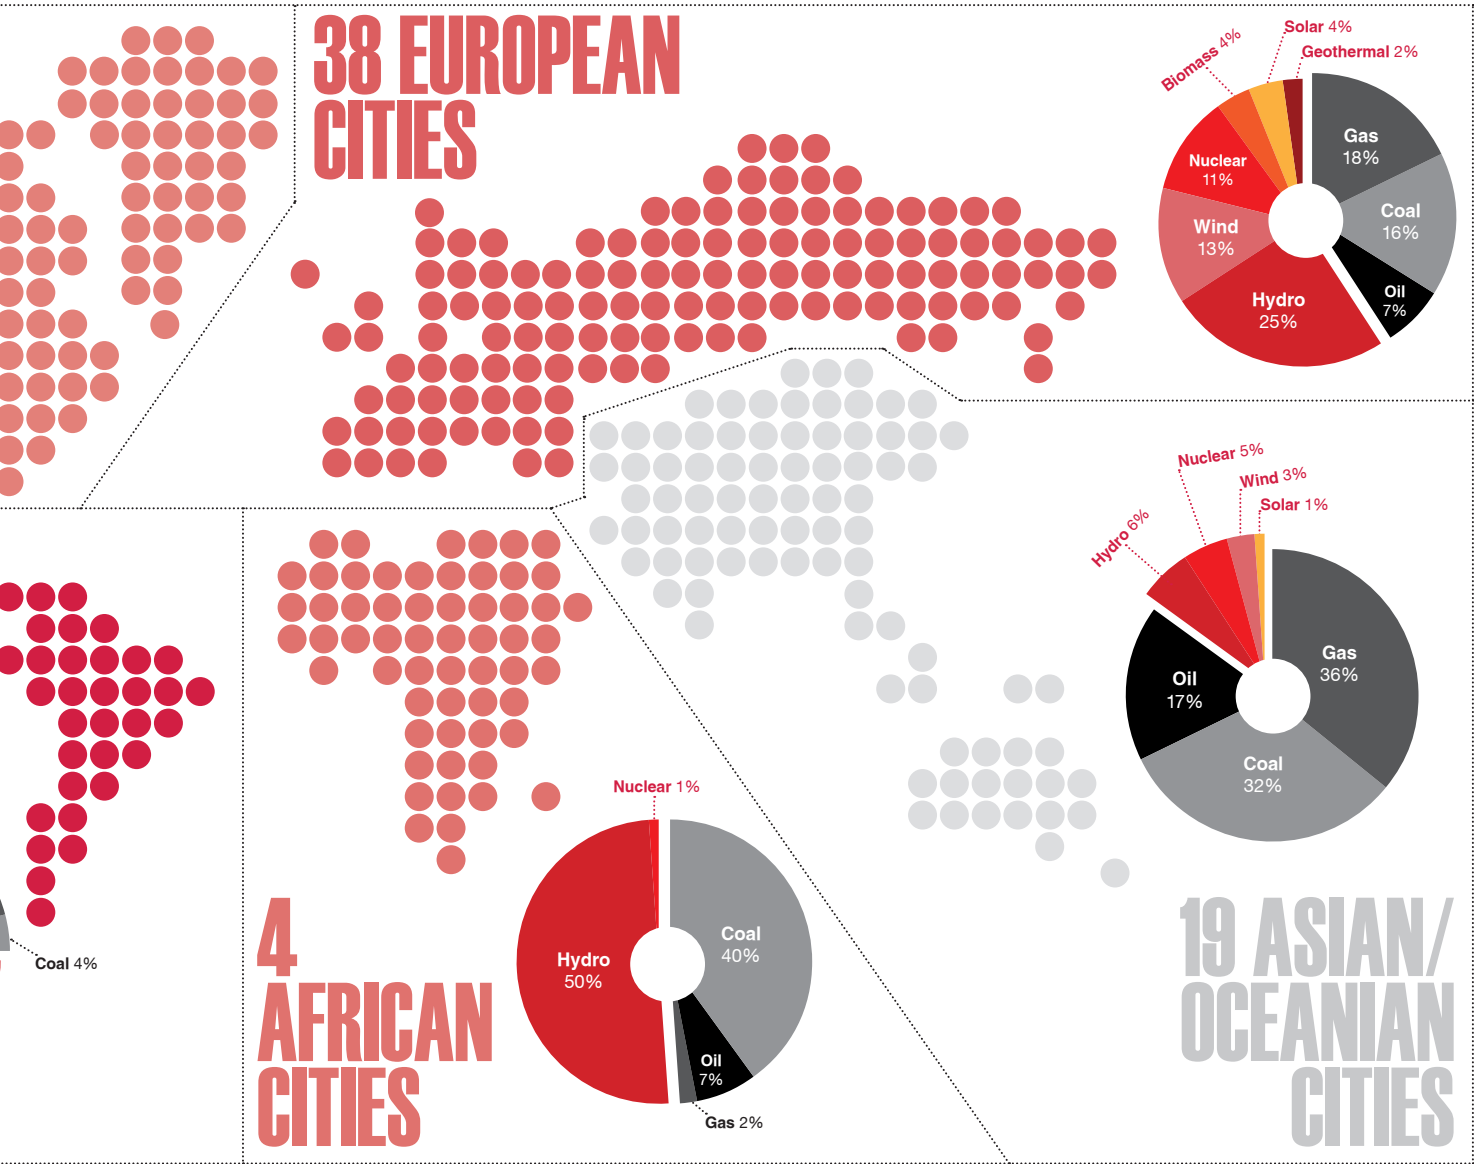 38 EUROPEAN
CITIES
Solar 4%
Biomass 4%
Geothermal 2%
Gas
18%
Nuclear
11%
Coal
16%
Wind
13%
Oil
7%
Hydro
25%
Nuclear 5%
Wind 3%
Solar 1%
Hydro 6%
Gas
36%
Oil
17%
Coal
32%
19 ASIAN/
OCEANIAN
CITIES
Nuclear 1%
Coal
40%
Hydro
50%
Oil
7%
Gas 2%
4
AFRICAN
CITIES
Coal 4%